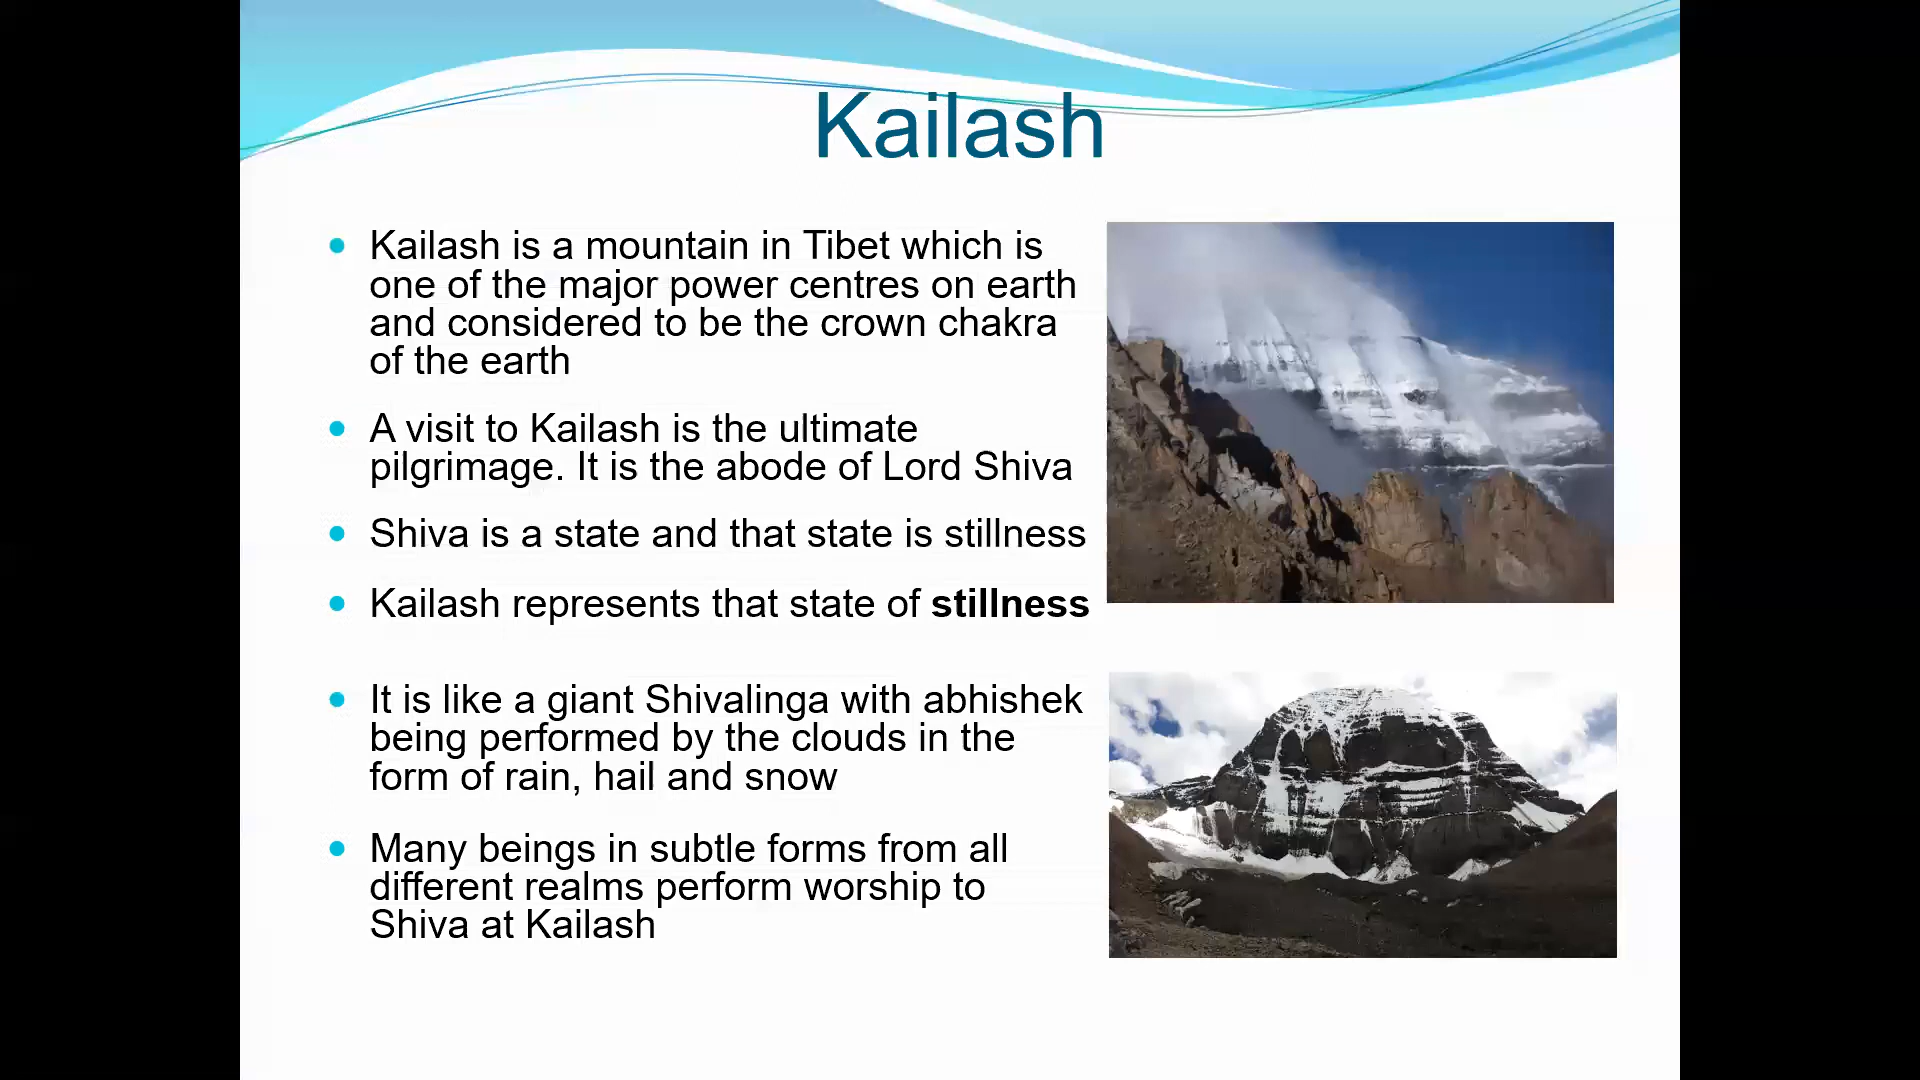 Kailash
Kailash is a mountain in Tibet which is
one of the major power centres on earth
and considered to be the crown chakra
of the earth
A visit to Kailash is the ultimate
pilgrimage. It is the abode of Lord Shiva
Shiva is a state and that state is stillness
Kailash represents that state of stillness
It is like a giant Shivalinga with abhishek
being performed by the clouds in the
form of rain, hail and snow
Many beings in subtle forms from all
different realms perform worship to
Shiva at Kailash